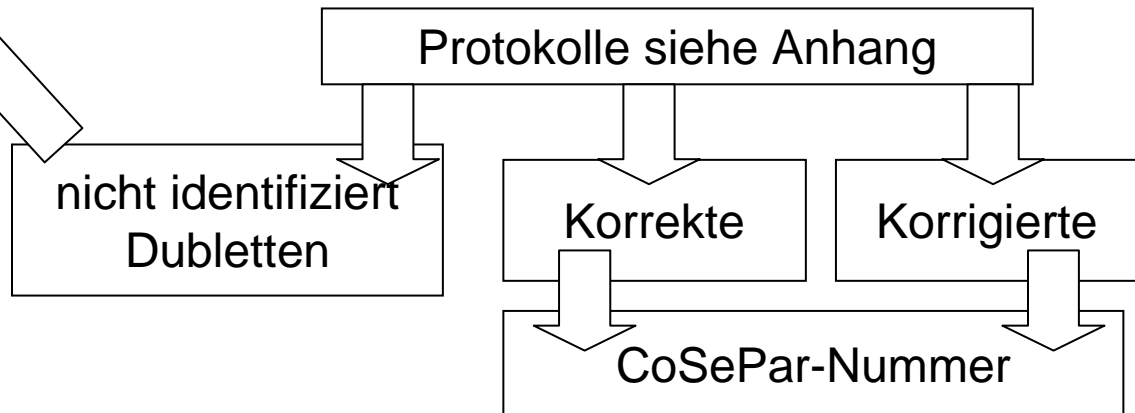 Protokolle siehe Anhang
nicht identifiziert
Dubletten
Korrekte
Korrigierte
CoSePar-Nummer